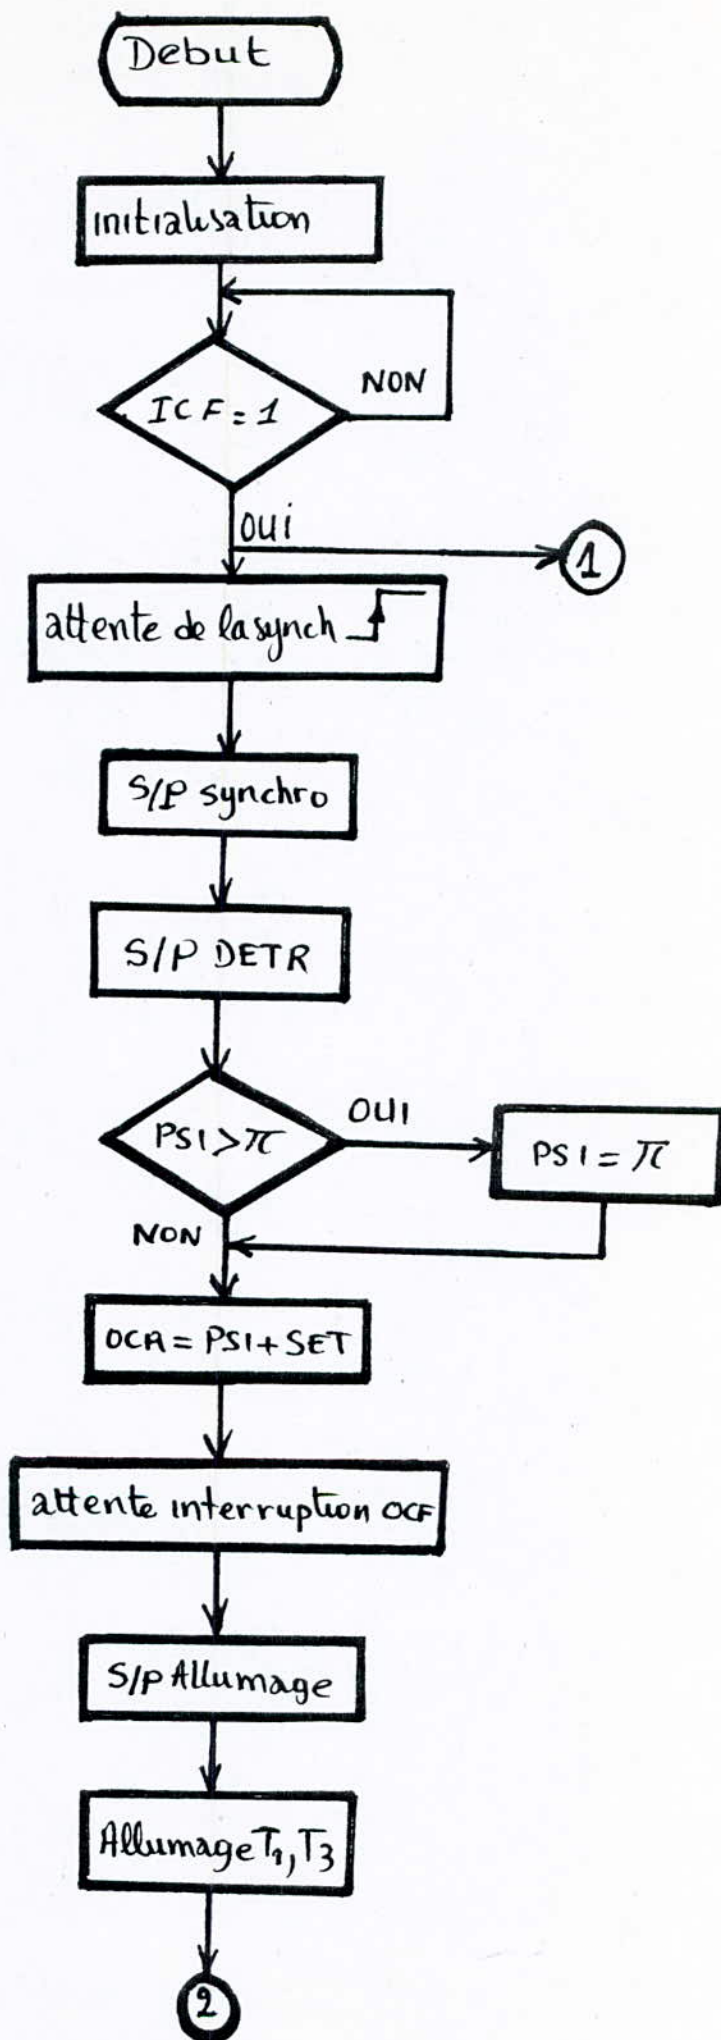 Debut
initialisation
ICF = 1
NON
OUi
1
attente de la synch
S/P synchro
S/P DETR
PSI > π
OUI
PSI = π
NON
OCR = PSI + SET
attente interruption OCF
S/P Allumage
Allumage T1, T3
2